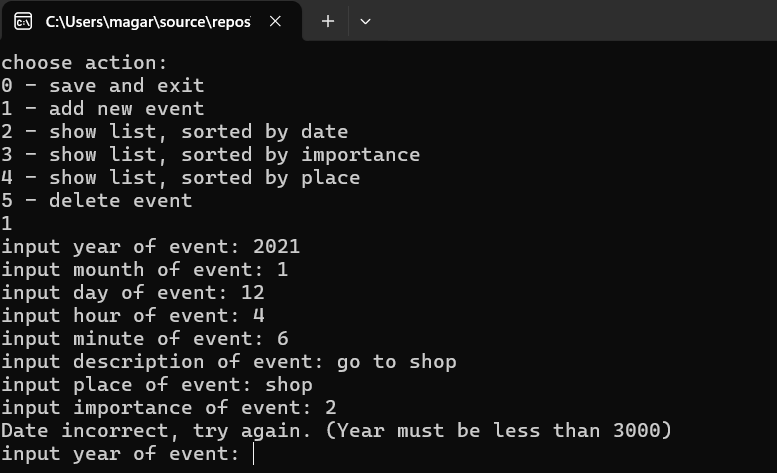 C:\Users\magar\source\repos
choose action:
0 - save and exit
1 - add new event
2 - show list, sorted by date
3 - show list, sorted by importance
4 - show list, sorted by place
5 - delete event
1
input year of event: 2021
input mounth of event: 1
input day of event: 12
input hour of event: 4
input minute of event: 6
input description of event: go to shop
input place of event: shop
input importance of event: 2
Date incorrect, try again. (Year must be less than 3000)
input year of event: